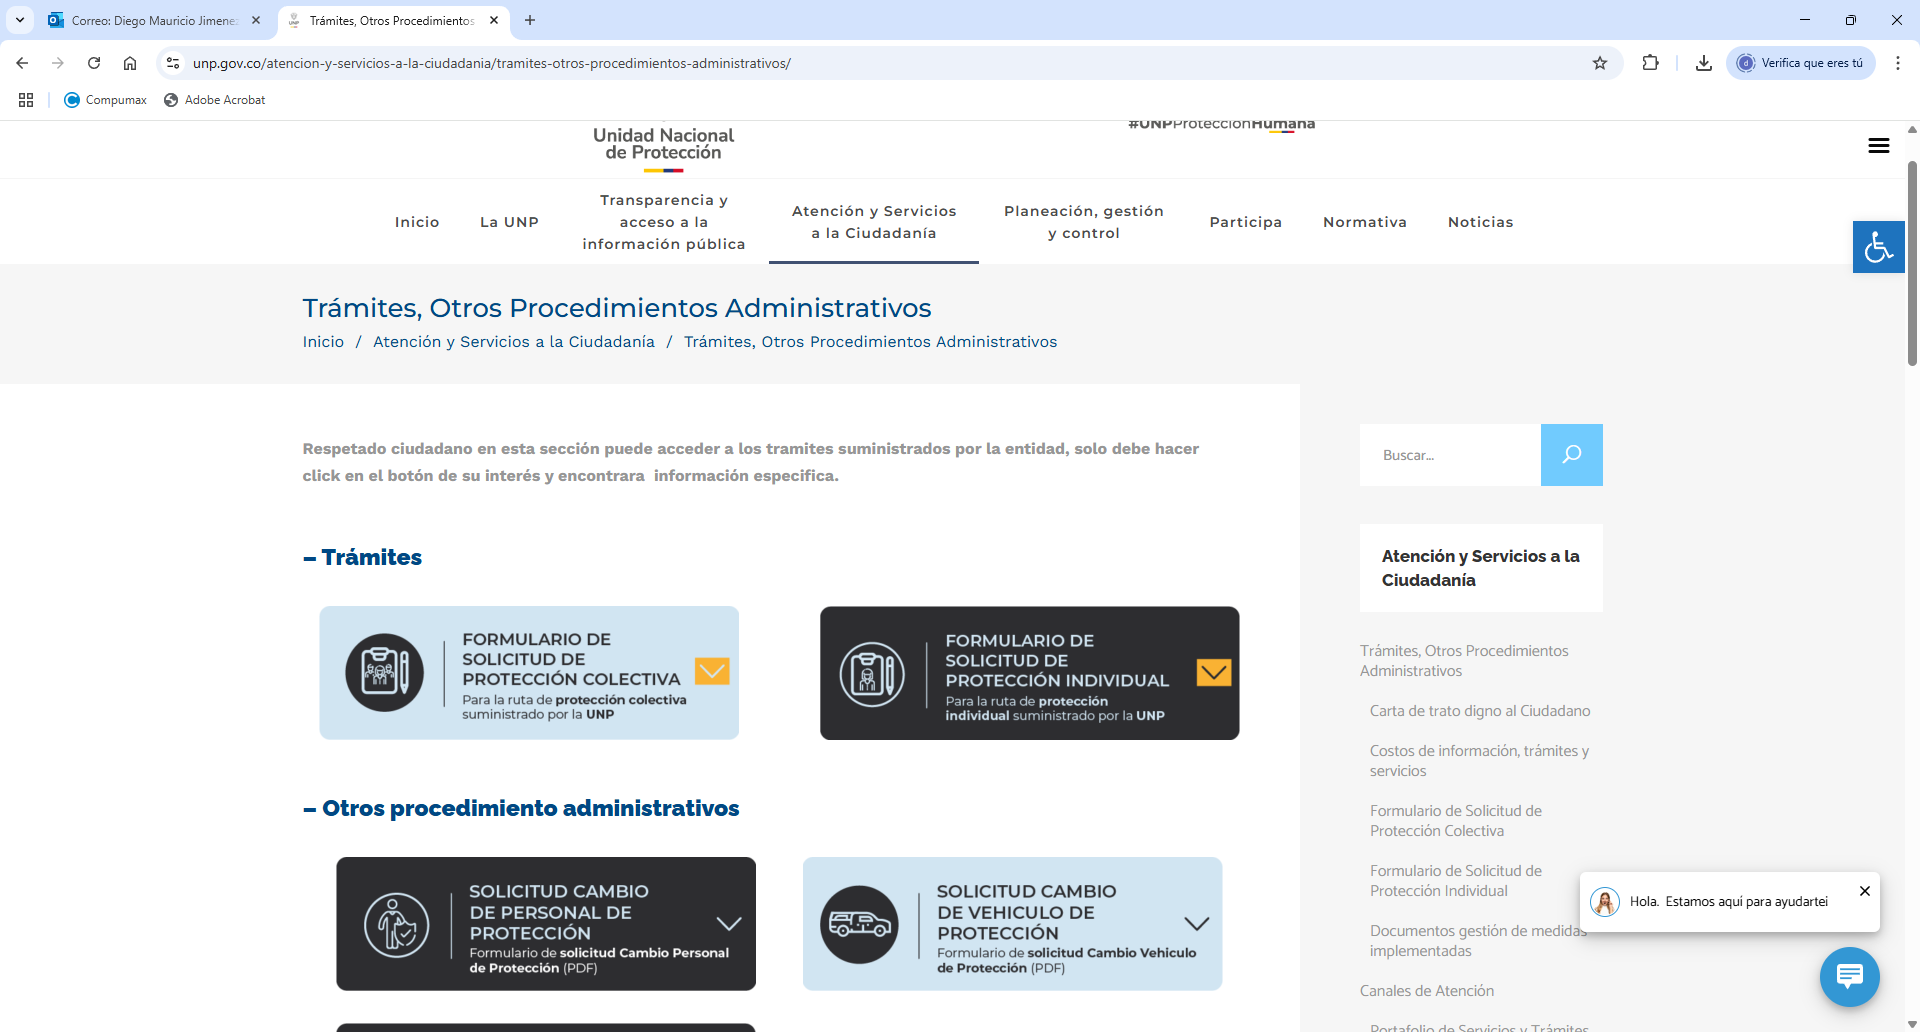 Correo: Diego Mauricio Jimenez
Trámites, Otros Procedimientos
unp.gov.co/atencion-y-servicios-a-la-ciudadania/tramites-otros-procedimientos-administrativos/
Verifica que eres tú
Compumax
Adobe Acrobat
Unidad Nacional
de Protección
#UNPProtecciónHumana
Inicio
La UNP
Transparencia y
acceso a la
información pública
Atención y Servicios
a la Ciudadanía
Planeación, gestión
y control
Participa
Normativa
Noticias
Trámites, Otros Procedimientos Administrativos
Inicio / Atención y Servicios a la Ciudadanía / Trámites, Otros Procedimientos Administrativos
Respetado ciudadano en esta sección puede acceder a los tramites suministrados por la entidad, solo debe hacer
click en el botón de su interés y encontrara información especifica.
– Trámites
FORMULARIO DE
SOLICITUD DE
PROTECCIÓN COLECTIVA
Para la ruta de protección colectiva
suministrado por la UNP
FORMULARIO DE
SOLICITUD DE
PROTECCIÓN INDIVIDUAL
Para la ruta de protección
individual suministrado por la UNP
– Otros procedimiento administrativos
SOLICITUD CAMBIO
DE PERSONAL DE
PROTECCIÓN
Formulario de solicitud Cambio Personal
de Protección (PDF)
SOLICITUD CAMBIO
DE VEHICULO DE
PROTECCIÓN
Formulario de solicitud Cambio Vehiculo
de Protección (PDF)
Buscar...
Atención y Servicios a la
Ciudadanía
Trámites, Otros Procedimientos
Administrativos
Carta de trato digno al Ciudadano
Costos de información, trámites y
servicios
Formulario de Solicitud de
Protección Colectiva
Formulario de Solicitud de
Protección Individual
Documentos gestión de medidas
implementadas
Canales de Atención
Portafolio de Servicios y Trámites
Hola. Estamos aquí para ayudartei